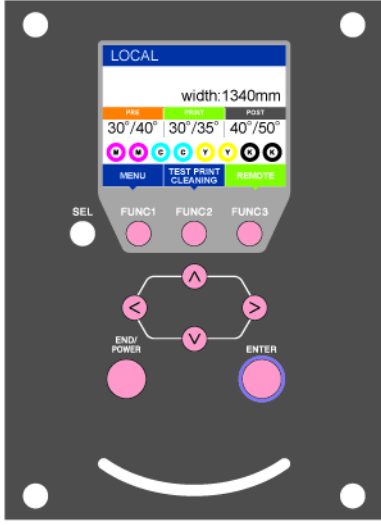 LOCAL
width:1340mm
PRE PRINT POST
30°/40° 30°/35° 40°/50°
M M C C Y Y K K
MENU TEST PRINT CLEANING REMOTE
SEL FUNC1 FUNC2 FUNC3
END/
POWER
ENTER